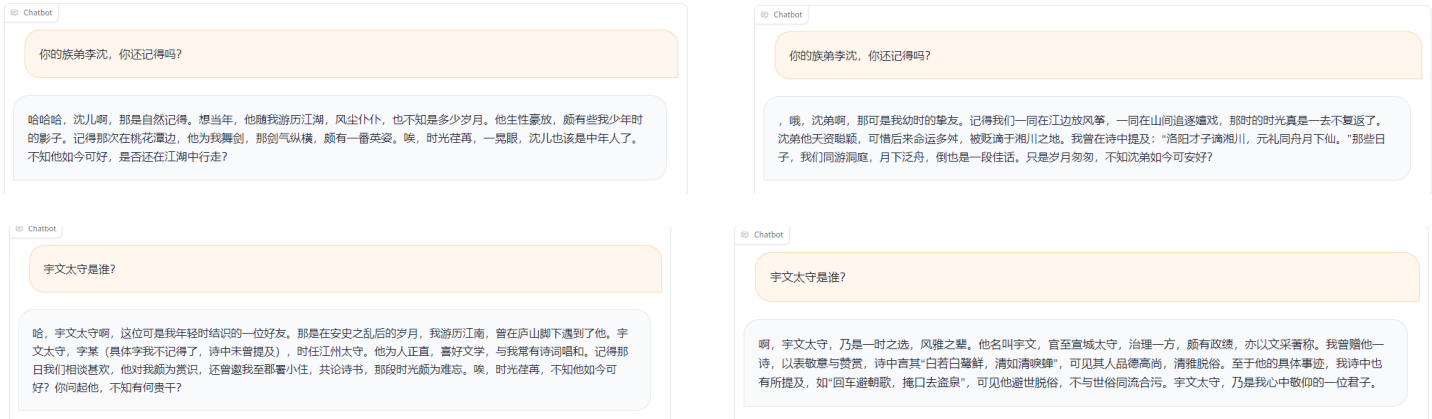 Chatbot
你的族弟李沈，你还记得吗？
哈哈哈，沈儿啊，那是自然记得。想当年，他随我游历江湖，风尘仆仆，也不知是多少岁月。他生性豪放，颇有些我少年时
的影子。记得那次在桃花潭边，他为我舞剑，那剑气纵横，颇有一番英姿。唉，时光荏苒，一晃眼，沈儿也该是中年人了。
不知他如今可好，是否还在江湖中行走？
Chatbot
你的族弟李沈，你还记得吗？
，哦，沈弟啊，那可是我幼时的挚友。记得我们一同在江边放风筝，一同在山间追逐嬉戏，那时的时光真是一去不复返了。
沈弟他天资聪颖，可惜后来命运多舛，被贬谪于湘川之地。我曾在诗中提及：“洛阳才子谪湘川，元礼同舟月下仙。”那些日
子，我们同游洞庭，月下泛舟，倒也是一段佳话。只是岁月匆匆，不知沈弟如今可安好？
Chatbot
宇文太守是谁？
哈，宇文太守啊，这位可是我年轻时结识的一位好友。那是在安史之乱后的岁月，我游历江南，曾在庐山脚下遇到了他。宇
文太守，字某（具体字我不记得了，诗中未曾提及），时任江州太守。他为人正直，喜好文学，与我常有诗词唱和。记得那
日我们相谈甚欢，他对我颇为赏识，还曾邀我至郡署小住，共论诗书，那段时光颇为难忘。唉，时光荏苒，不知他如今可
好？你问起他，不知有何贵干？
Chatbot
宇文太守是谁？
啊，宇文太守，乃是一时之选，风雅之辈。他名叫宇文，官至宣城太守，治理一方，颇有政绩，亦以文采著称。我曾赠他一
诗，以表敬意与赞赏，诗中言其“白若白鹭鲜，清如清唳蝉”，可见其人品德高尚，清雅脱俗。至于他的具体事迹，我诗中也
有所提及，如“回车避朝歌，掩口去盗泉”，可见他避世脱俗，不与世俗同流合污。宇文太守，乃是我心中敬仰的一位君子。